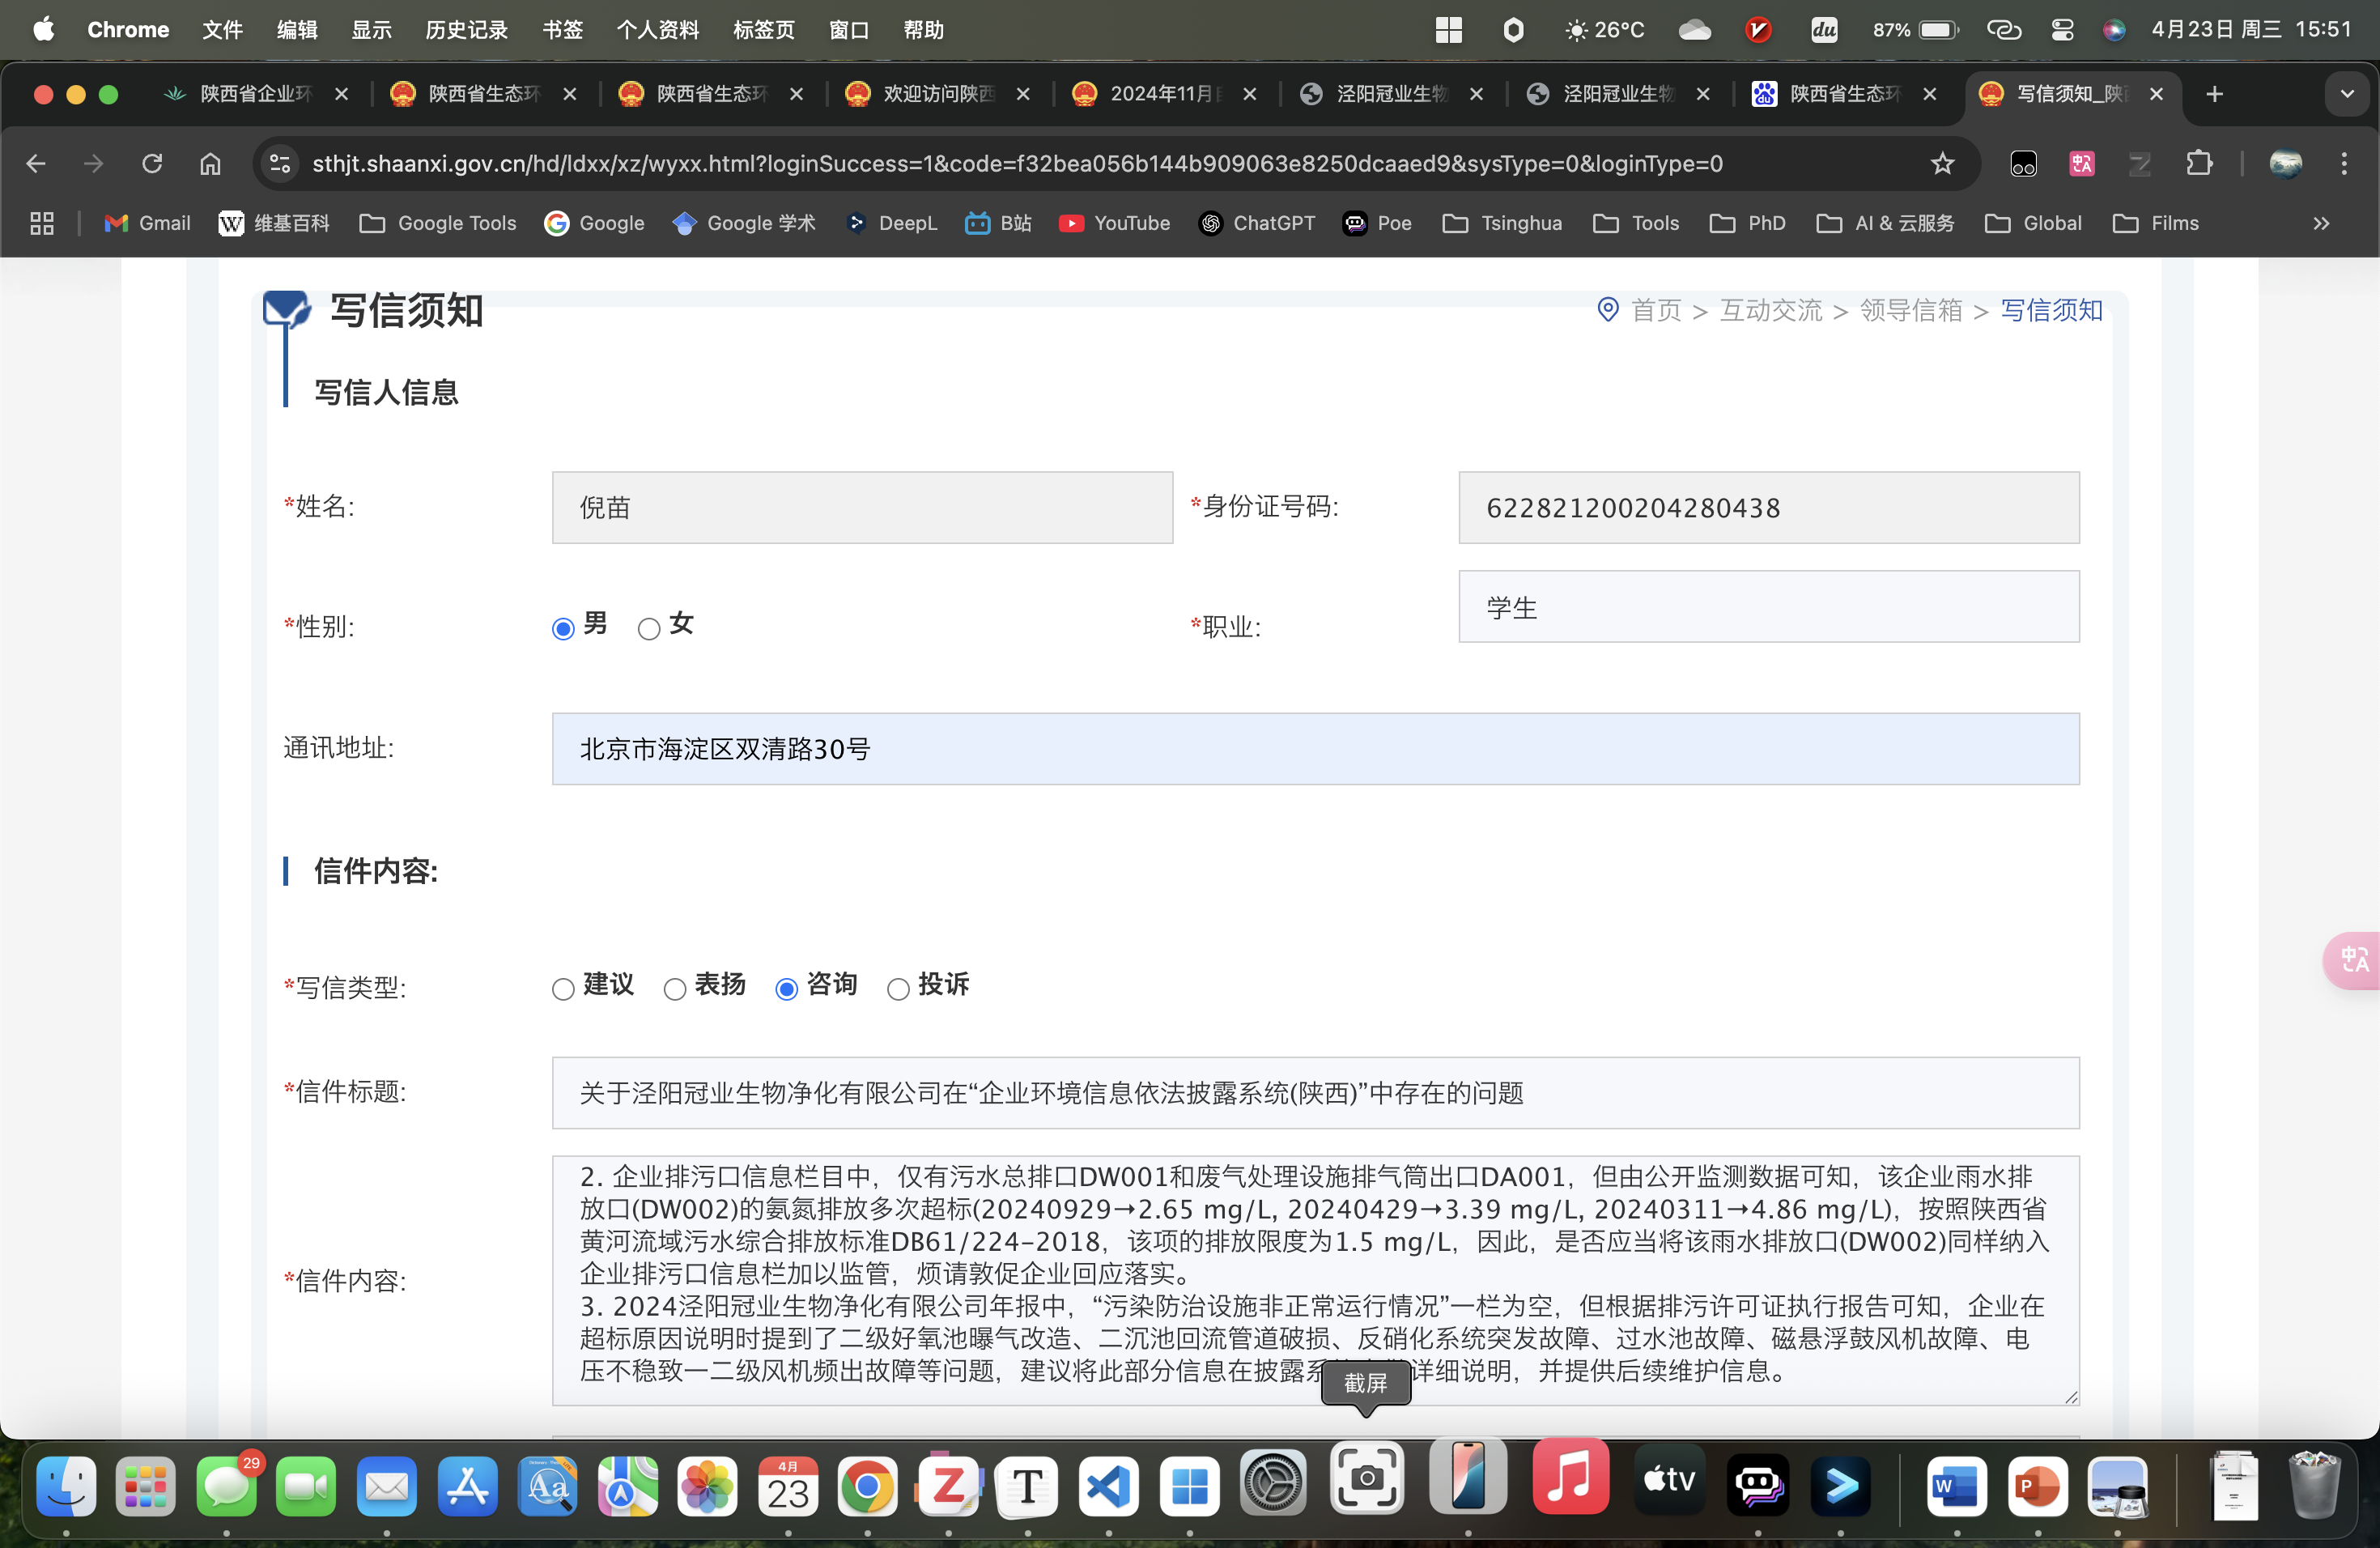 Chrome 文件 编辑 显示 历史记录 书签 个人资料 标签页 窗口 帮助 26°C du 87% 4月23日 周三 15:51
陕西省企业环 陕西省生态环 陕西省生态环 欢迎访问陕西 2024年11月 泾阳冠业生物 泾阳冠业生物 du 陕西省生态环 写信须知_陕
sthjt.shaanxi.gov.cn/hd/ldxx/xz/wyxx.html?loginSuccess=1&code=f32bea056b144b909063e8250dcaaed9&sysType=0&loginType=0
Gmail W 维基百科 Google Tools Google Google 学术 DeepL B站 YouTube ChatGPT Poe Tsinghua Tools PhD AI & 云服务 Global Films
写信须知
首页 > 互动交流 > 领导信箱 > 写信须知
写信人信息
*姓名: 倪苗 *身份证号码: 622821200204280438
*性别: 男 女 *职业: 学生
通讯地址: 北京市海淀区双清路30号
信件内容:
*写信类型: 建议 表扬 咨询 投诉
*信件标题: 关于泾阳冠业生物净化有限公司在“企业环境信息依法披露系统(陕西)”中存在的问题
*信件内容:
2. 企业排污口信息栏目中，仅有污水总排口DW001和废气处理设施排气筒出口DA001，但由公开监测数据可知，该企业雨水排
放口(DW002)的氨氮排放多次超标(20240929→2.65 mg/L, 20240429→3.39 mg/L, 20240311→4.86 mg/L)，按照陕西省
黄河流域污水综合排放标准DB61/224-2018，该项的排放限度为1.5 mg/L，因此，是否应当将该雨水排放口(DW002)同样纳入
企业排污口信息栏加以监管，烦请敦促企业回应落实。
3. 2024泾阳冠业生物净化有限公司年报中，“污染防治设施非正常运行情况”一栏为空，但根据排污许可证执行报告可知，企业在
超标原因说明时提到了二级好氧池曝气改造、二沉池回流管道破损、反硝化系统突发故障、过水池故障、磁悬浮鼓风机故障、电
压不稳致一二级风机频出故障等问题，建议将此部分信息在披露系 详细说明，并提供后续维护信息。
截屏
29
4月
23
Aa
Z
T
tv
W
P